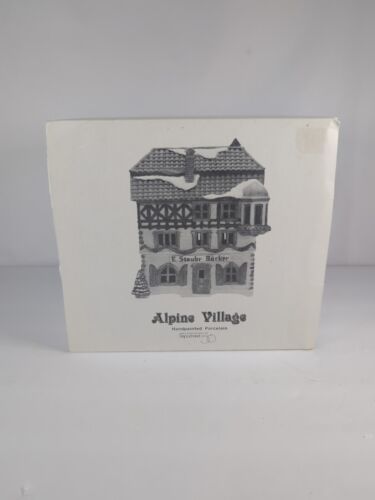 E. Staubr Bäcker
Alpine Village
Handpainted Porcelain